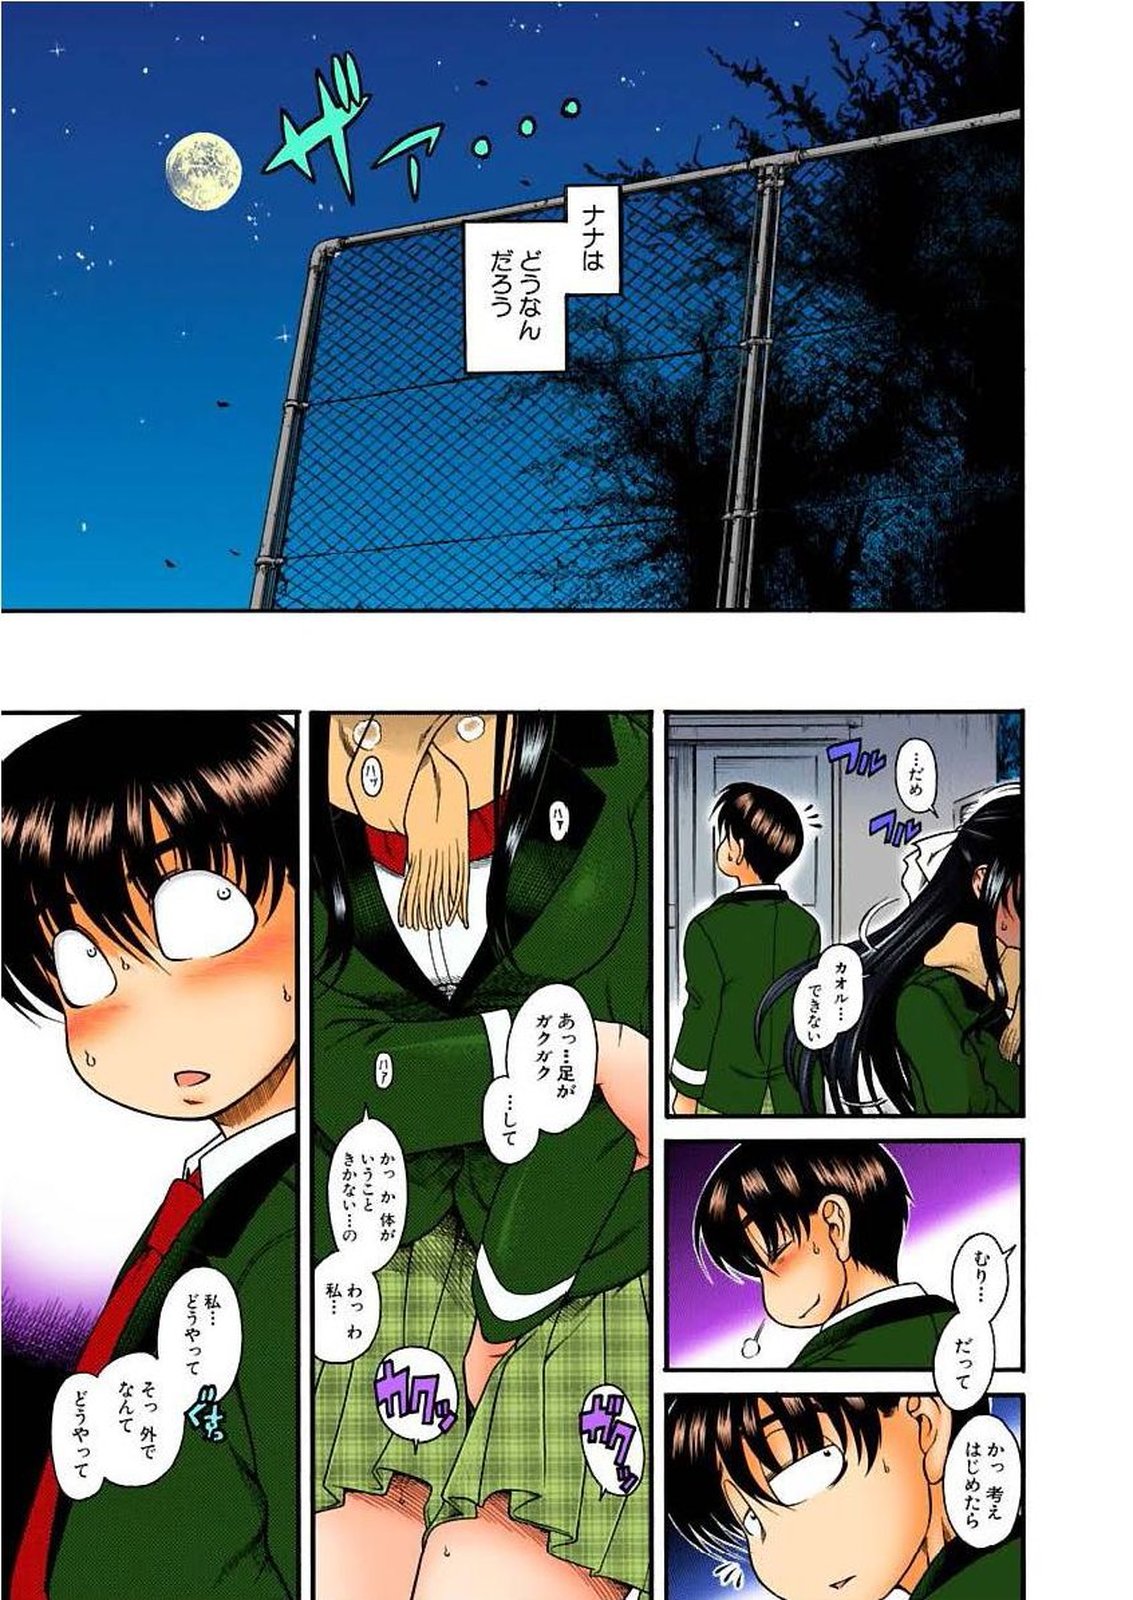 ザァ・・・
ナナは
どうなん
だろう
…だめ
フル
フル
カオル…
できない
むり…
だって
かっ 考え
はじめたら
あっ…足が
ガクガク
…して
ハァ
ハァ
ハァ
かっ か 体が
いうこと
きかない…の
わっ わ
私…
ガクッ
ガクッ
私…
どうやって
そっ 外で
なんて
どうやって
ぐちっ